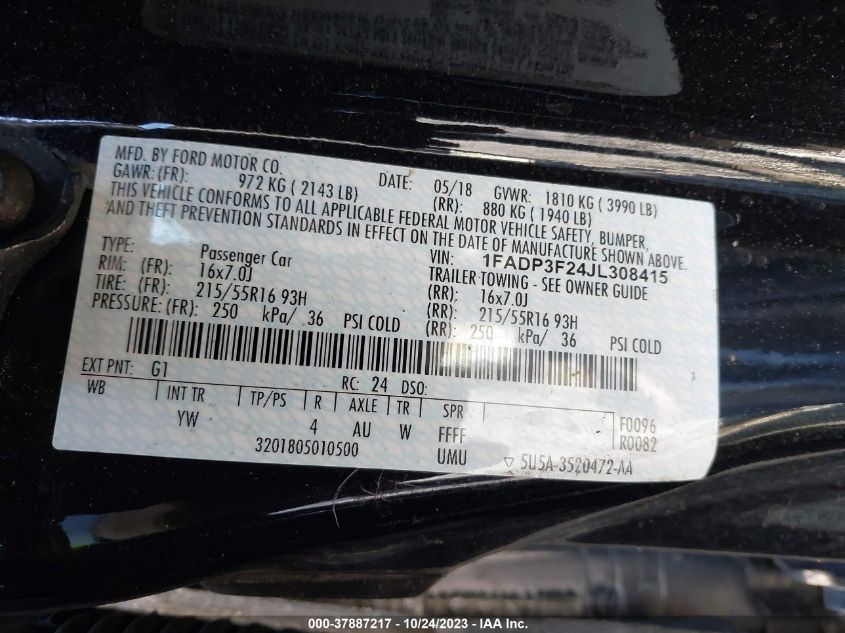 MFD. BY FORD MOTOR CO. DATE: 05/18 GVWR: 1810 KG ( 3990 LB)
GAWR: (FR): 972 KG ( 2143 LB) (RR): 880 KG ( 1940 LB)
THIS VEHICLE CONFORMS TO ALL APPLICABLE FEDERAL MOTOR VEHICLE SAFETY, BUMPER,
AND THEFT PREVENTION STANDARDS IN EFFECT ON THE DATE OF MANUFACTURE SHOWN ABOVE.
VIN: 1FADP3F24JL308415
TYPE: Passenger Car TRAILER TOWING - SEE OWNER GUIDE
RIM: (FR): 16x7.0J (RR): 16x7.0J
TIRE: (FR): 215/55R16 93H (RR): 215/55R16 93H
PRESSURE: (FR): 250 kPa/ 36 PSI COLD (RR): 250 kPa/ 36 PSI COLD
EXT PNT: G1 RC: 24 DSO:
WB INT TR TP/PS R AXLE TR SPR
YW 4 AU W FFFF F0096
3201805010500 UMU R0082
▽ 5U5A-3520472-AA
000-37887217 - 10/24/2023 - IAA Inc.